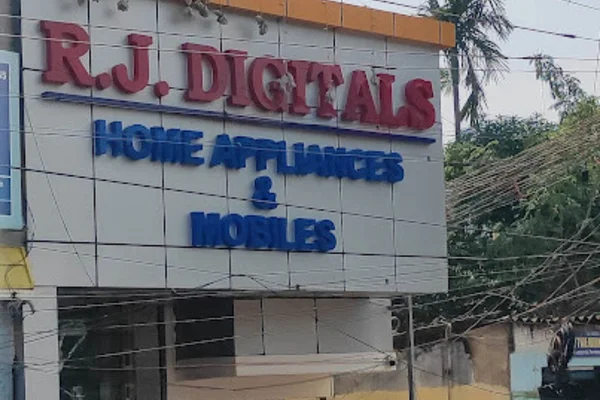 R.J. DIGITALS
HOME APPLIANCES
&
MOBILES